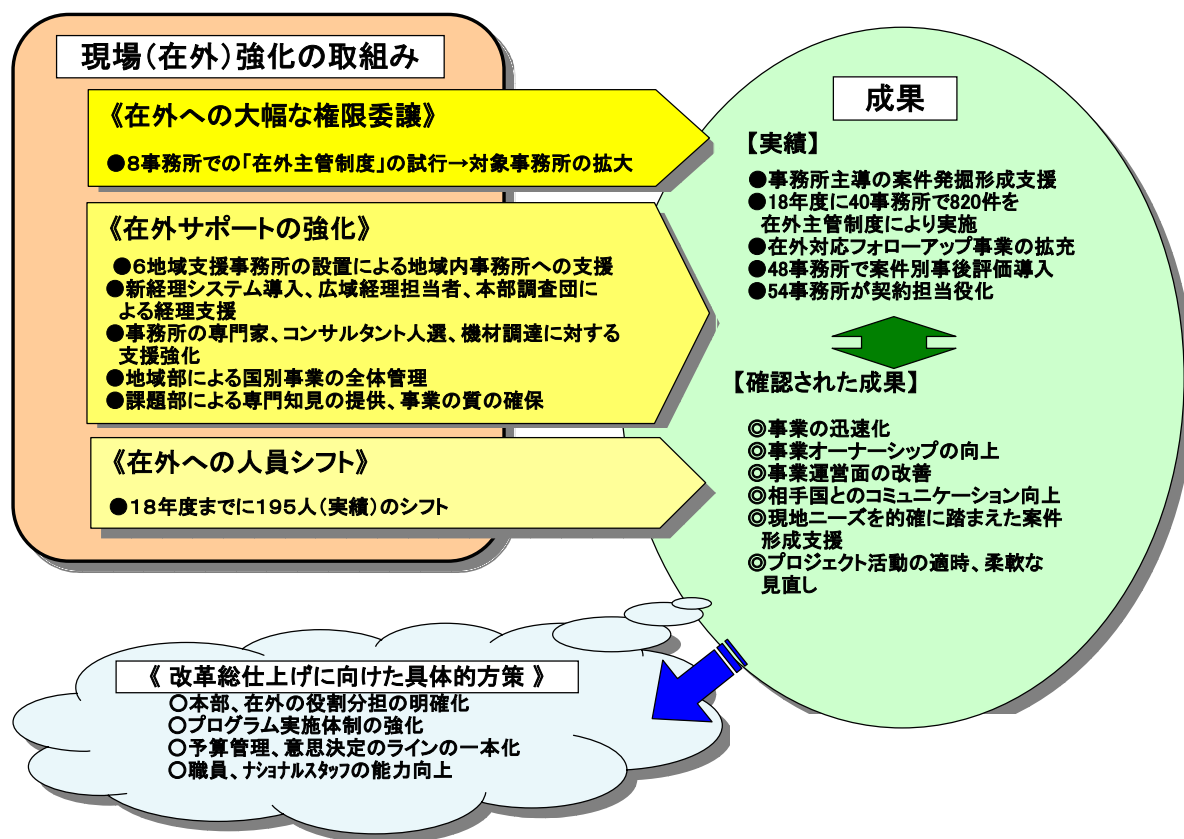 現場(在外)強化の取組み
《在外への大幅な権限委譲》
●8事務所での「在外主管制度」の試行→対象事務所の拡大
《在外サポートの強化》
●6地域支援事務所の設置による地域内事務所への支援
●新経理システム導入、広域経理担当者、本部調査団に
よる経理支援
●事務所の専門家、コンサルタント人選、機材調達に対する
支援強化
●地域部による国別事業の全体管理
●課題部による専門知見の提供、事業の質の確保
《在外への人員シフト》
●18年度までに195人(実績)のシフト
成果
【実績】
●事務所主導の案件発掘形成支援
●18年度に40事務所で820件を
在外主管制度により実施
●在外対応フォローアップ事業の拡充
●48事務所で案件別事後評価導入
●54事務所が契約担当役化
【確認された成果】
◎事業の迅速化
◎事業オーナーシップの向上
◎事業運営面の改善
◎相手国とのコミュニケーション向上
◎現地ニーズを的確に踏まえた案件
形成支援
◎プロジェクト活動の適時、柔軟な
見直し
《 改革総仕上げに向けた具体的方策 》
○本部、在外の役割分担の明確化
○プログラム実施体制の強化
○予算管理、意思決定のラインの一本化
○職員、ナショナルスタッフの能力向上